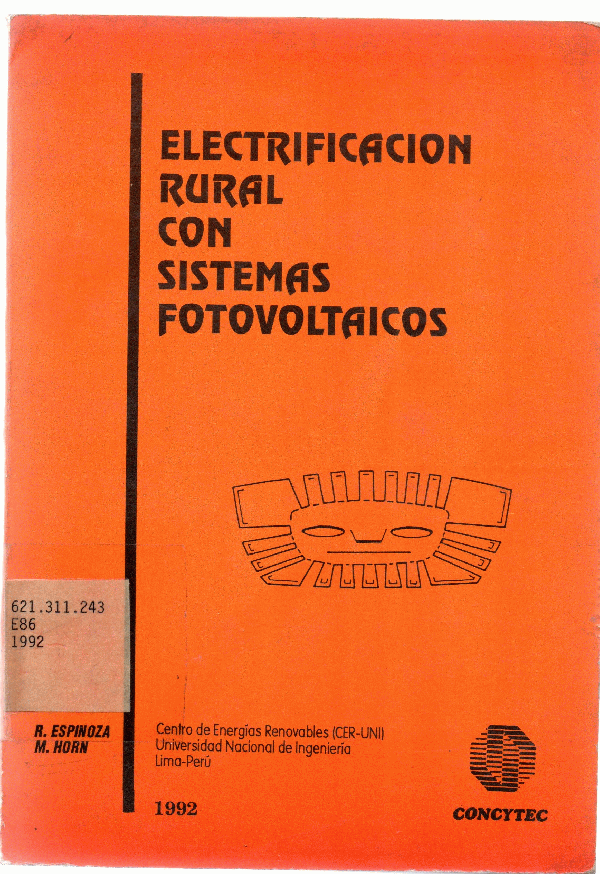 ELECTRIFICACION
RURAL
CON
SISTEMAS
FOTOVOLTAICOS
621.311.243
E86
1992
R. ESPINOZA
M. HORN
Centro de Energías Renovables (CER-UNI)
Universidad Nacional de Ingeniería
Lima-Perú
1992
CONCYTEC